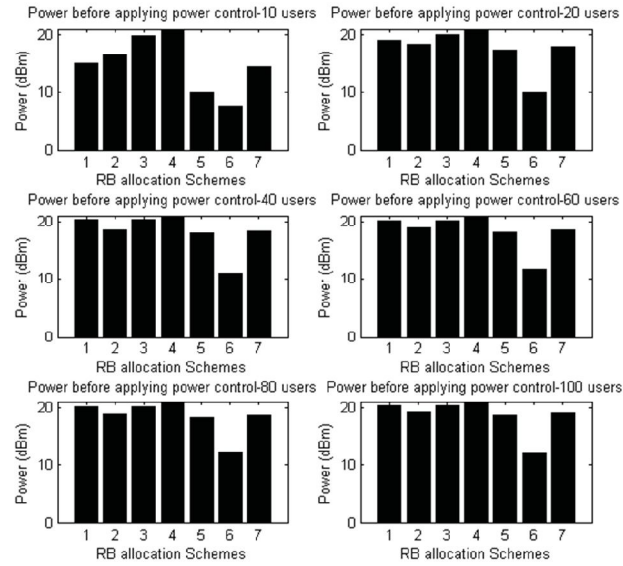 Power before applying power control-10 users
20
10
0
Power (dBm)
1 2 3 4 5 6 7
RB allocation Schemes
Power before applying power control-20 users
20
10
0
Power (dBm)
1 2 3 4 5 6 7
RB allocation Schemes
Power before applying power control-40 users
20
10
0
Power (dBm)
1 2 3 4 5 6 7
RB allocation Schemes
Power before applying power control-60 users
20
10
0
Power (dBm)
1 2 3 4 5 6 7
RB allocation Schemes
Power before applying power control-80 users
20
10
0
Power (dBm)
1 2 3 4 5 6 7
RB allocation Schemes
Power before applying power control-100 users
20
10
0
Power (dBm)
1 2 3 4 5 6 7
RB allocation Schemes